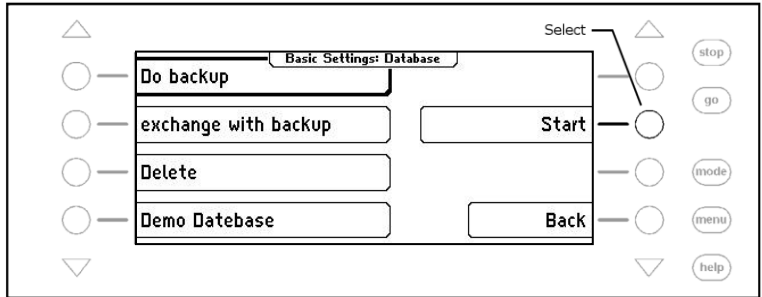 Select
stop
Basic Settings: Database
Do backup
go
exchange with backup
Start
Delete
mode
Demo Datebase
Back
menu
help